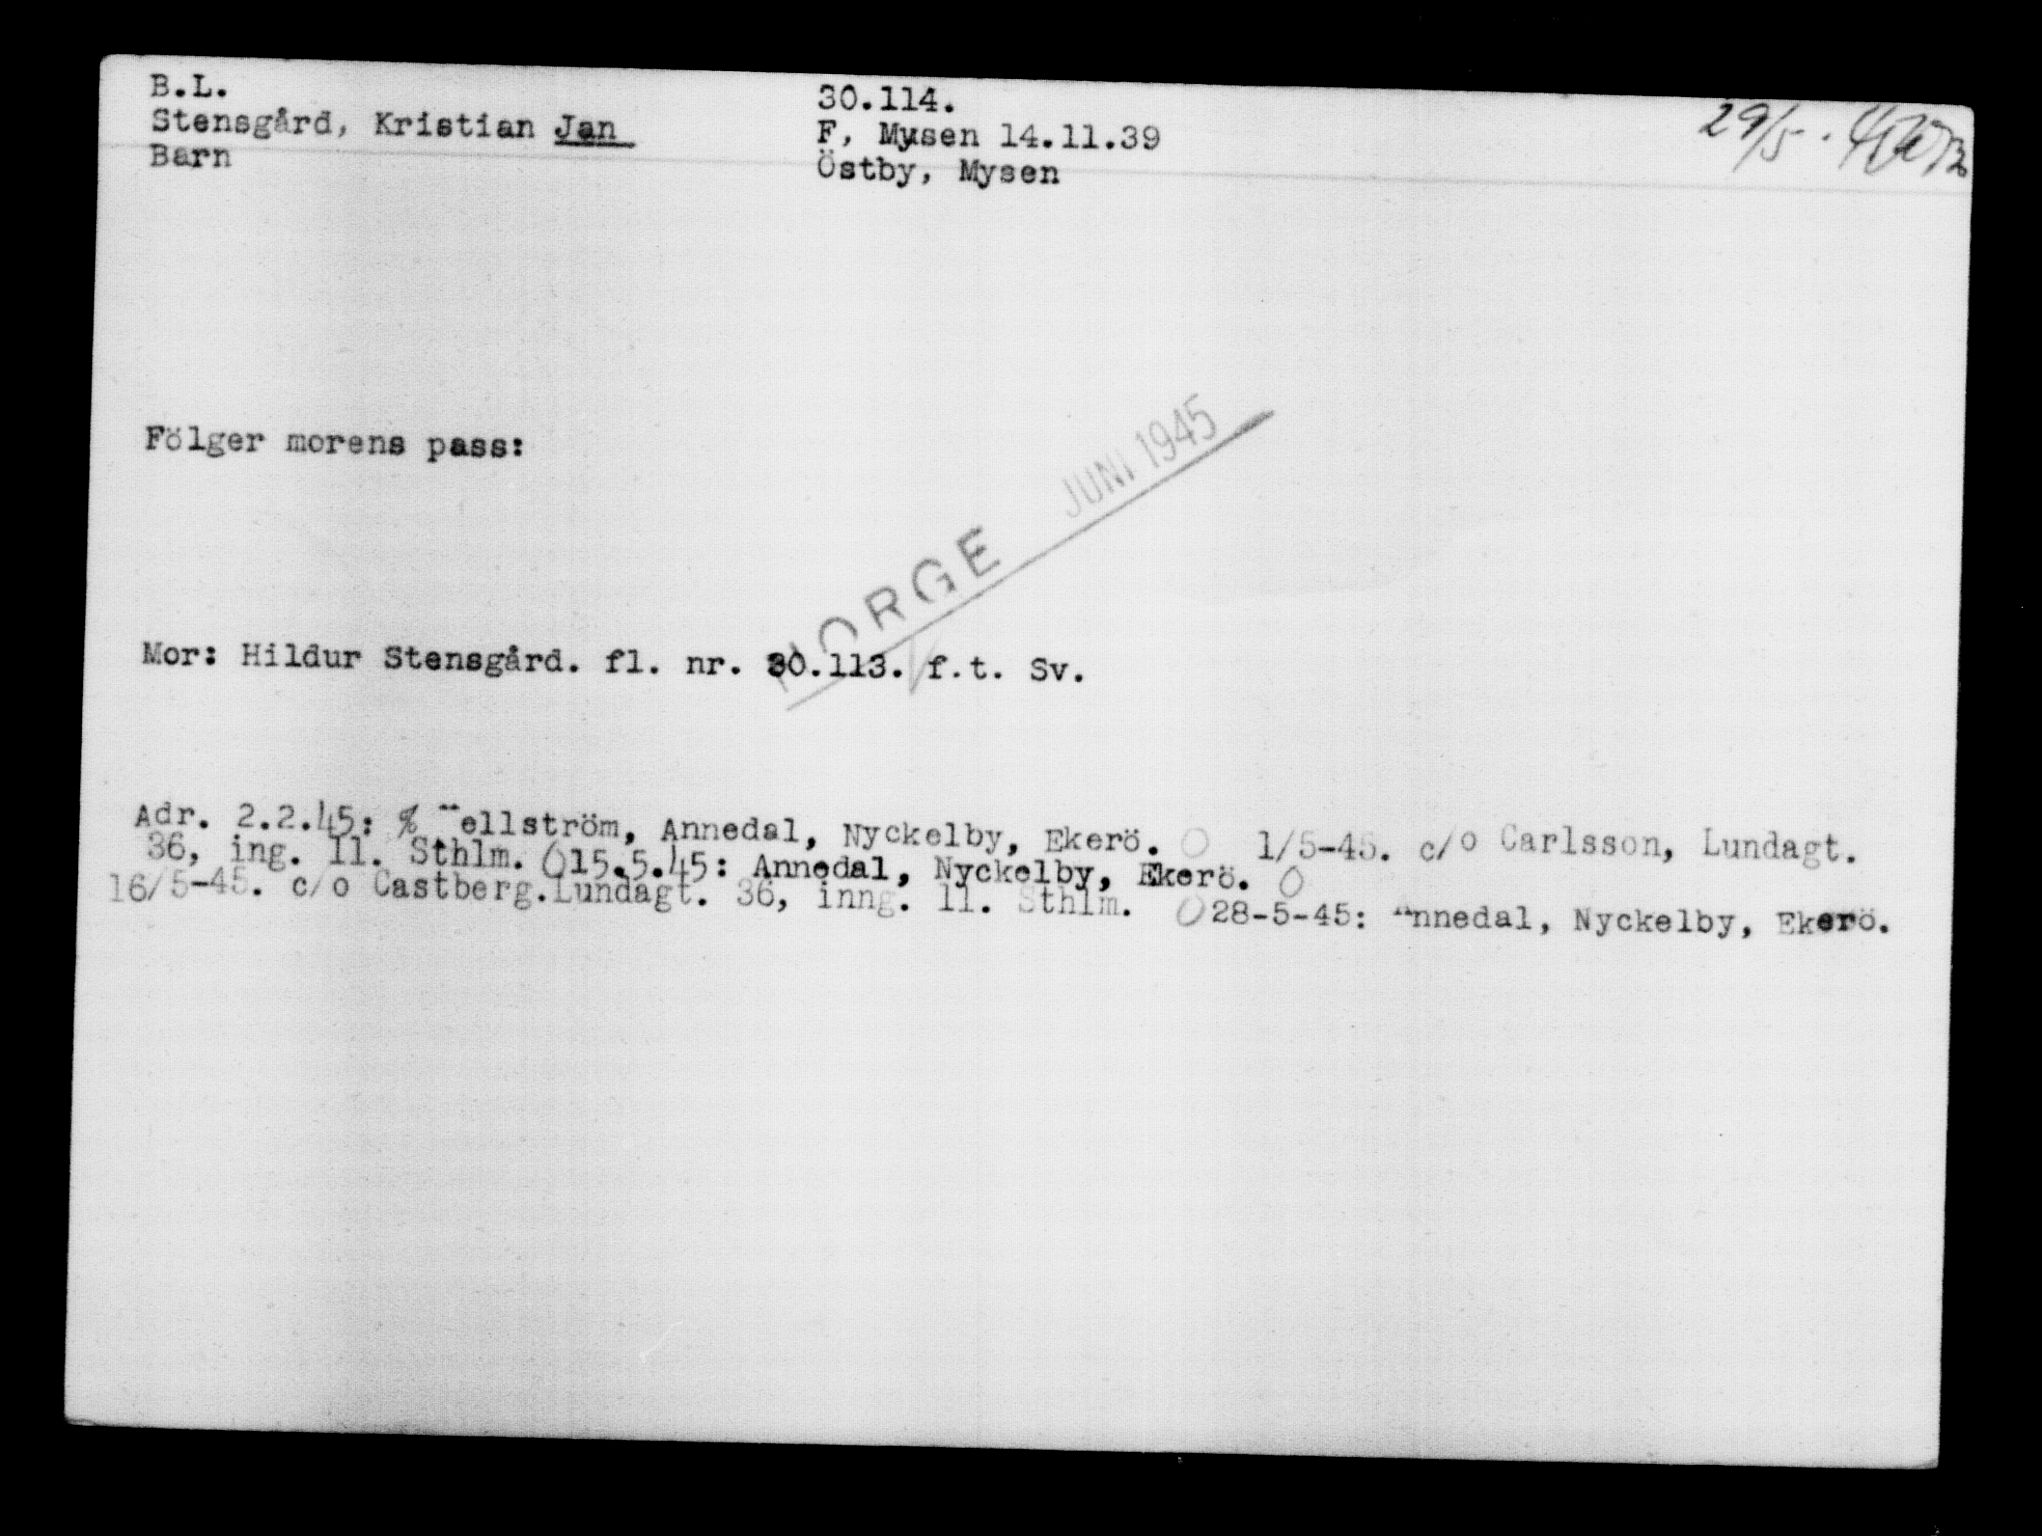 B.L.
30.114.
29/5.
Stensgård, Kristian Jan
F, Mysen 14.11.39
Barn
Östby, Mysen
Fölger morens pass:
NORGE JUNI 1945
Mor: Hildur Stensgård. fl. nr. 30.113. f.t. Sv.
Adr. 2.2.45: % ellström, Annedal, Nyckelby, Ekerö. O 1/5-45. c/o Carlsson, Lundagt.
36, ing. 11. Sthlm. O 15.5.45: Annedal, Nyckelby, Ekerö. O
16/5-45. c/o Castberg. Lundagt. 36, inng. 11. Sthlm. O 28-5-45: Annedal, Nyckelby, Ekerö.